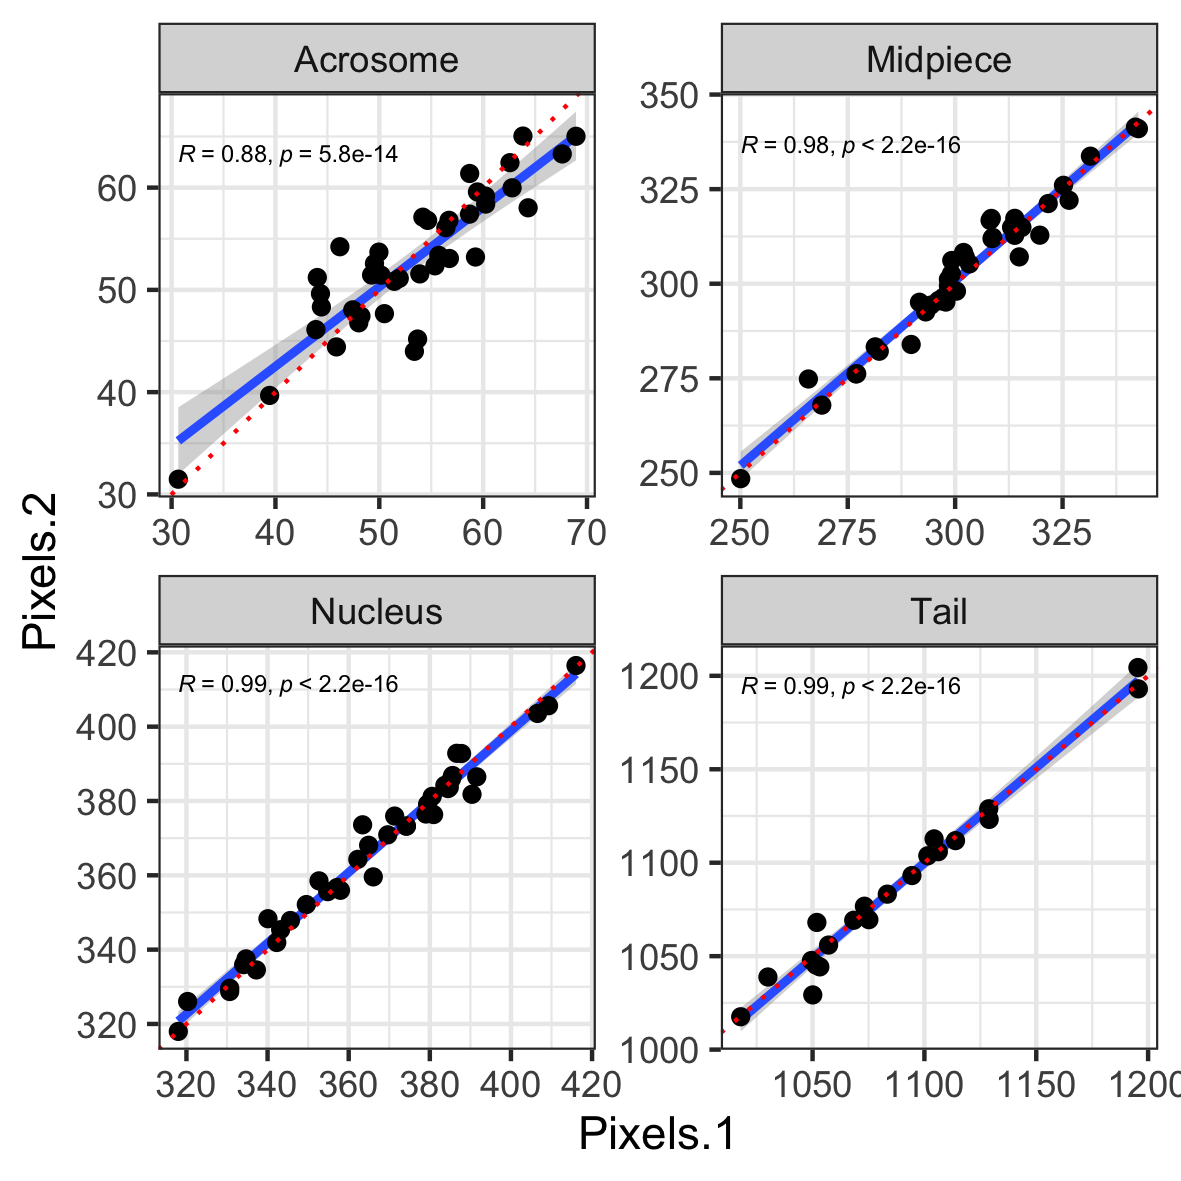 Acrosome
Midpiece
R = 0.88, p = 5.8e-14
R = 0.98, p < 2.2e-16
60
50
40
30
30 40 50 60 70
350
325
300
275
250
250 275 300 325
Pixels.2
Nucleus
Tail
R = 0.99, p < 2.2e-16
R = 0.99, p < 2.2e-16
420
400
380
360
340
320
320 340 360 380 400 420
1200
1150
1100
1050
1000
1050 1100 1150 1200
Pixels.1